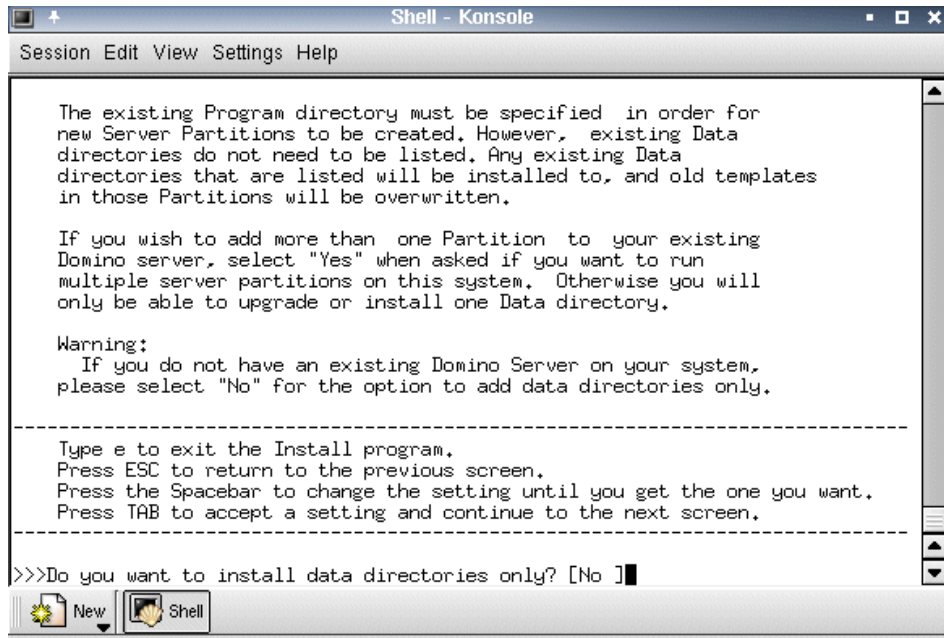 Shell - Konsole
Session Edit View Settings Help
The existing Program directory must be specified  in order for
new Server Partitions to be created. However,  existing Data
directories do not need to be listed. Any existing Data
directories that are listed will be installed to, and old templates
in those Partitions will be overwritten.
If you wish to add more than  one Partition  to  your existing
Domino server, select "Yes" when asked if you want to run
multiple server partitions on this system.  Otherwise you will
only be able to upgrade or install one Data directory.
Warning:
If you do not have an existing Domino Server on your system,
please select "No" for the option to add data directories only.
--------------------------------------------------------------------------
Type e to exit the Install program.
Press ESC to return to the previous screen.
Press the Spacebar to change the setting until you get the one you want.
Press TAB to accept a setting and continue to the next screen.
--------------------------------------------------------------------------
>>>Do you want to install data directories only? [No ]
New Shell